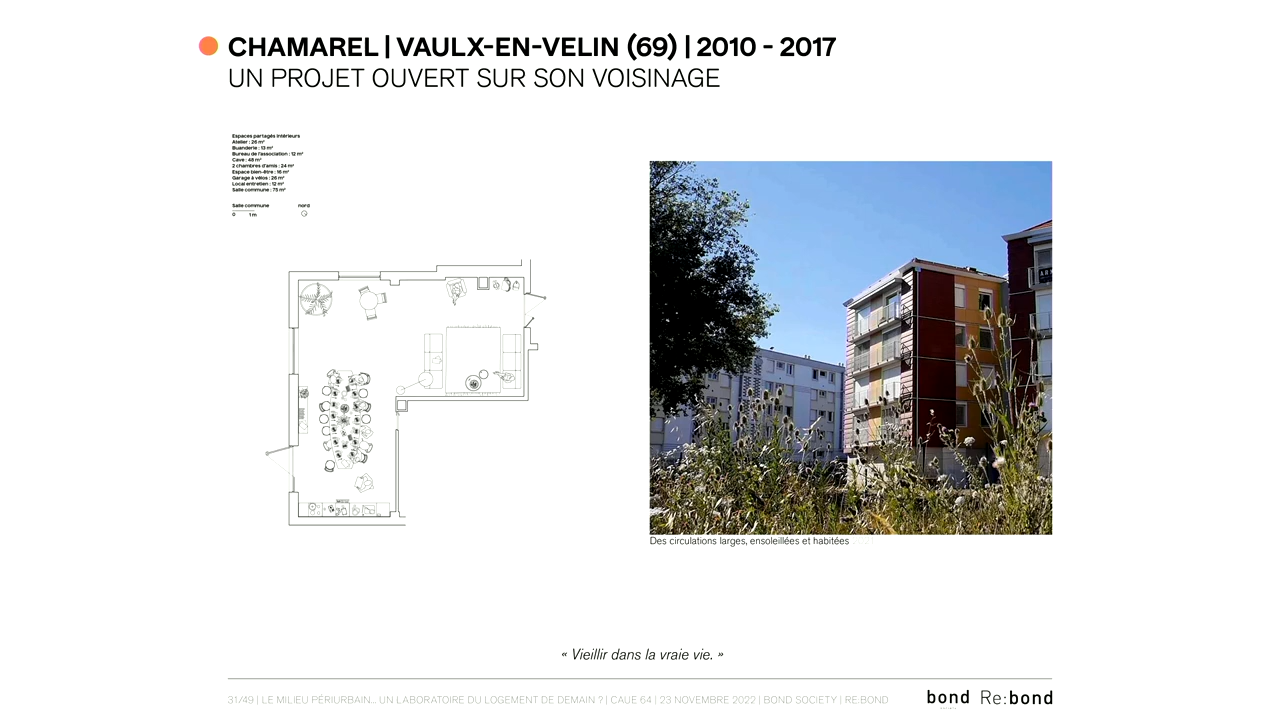 CHAMAREL | VAULX-EN-VELIN (69) | 2010 - 2017
UN PROJET OUVERT SUR SON VOISINAGE
Espaces partagés intérieurs
Atelier : 26 m²
Buanderie : 13 m²
Bureau de l'association : 12 m²
Cave : 48 m²
2 chambres d'amis : 24 m²
Espace bien-être : 16 m²
Garage à vélos : 26 m²
Local entretien : 12 m²
Salle commune : 75 m²
Salle commune nord
0 1 m
Des circulations larges, ensoleillées et habitées
« Vieillir dans la vraie vie. »
31/49 | LE MILIEU PÉRIURBAIN... UN LABORATOIRE DU LOGEMENT DE DEMAIN ? | CAUE 64 | 23 NOVEMBRE 2022 | BOND SOCIETY | RE:BOND
bond Re:bond